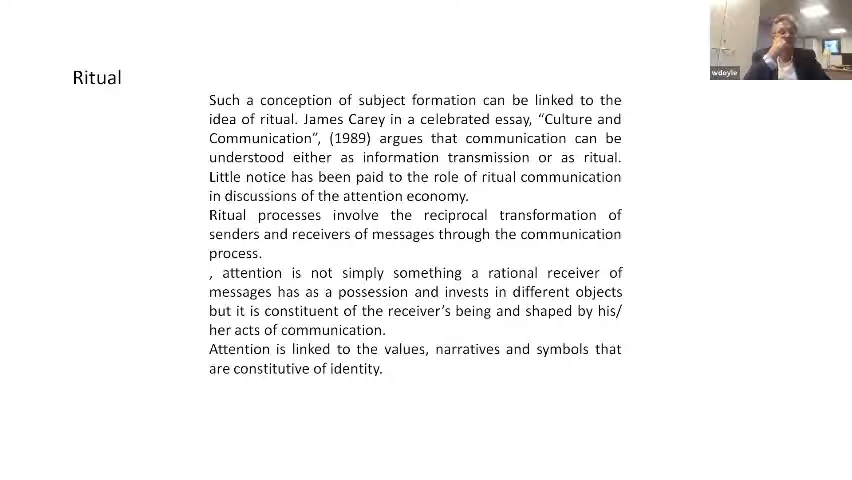 Ritual
Such a conception of subject formation can be linked to the
idea of ritual. James Carey in a celebrated essay, “Culture and
Communication”, (1989) argues that communication can be
understood either as information transmission or as ritual.
Little notice has been paid to the role of ritual communication
in discussions of the attention economy.
Ritual processes involve the reciprocal transformation of
senders and receivers of messages through the communication
process.
, attention is not simply something a rational receiver of
messages has as a possession and invests in different objects
but it is constituent of the receiver’s being and shaped by his/
her acts of communication.
Attention is linked to the values, narratives and symbols that
are constitutive of identity.
wdoyle